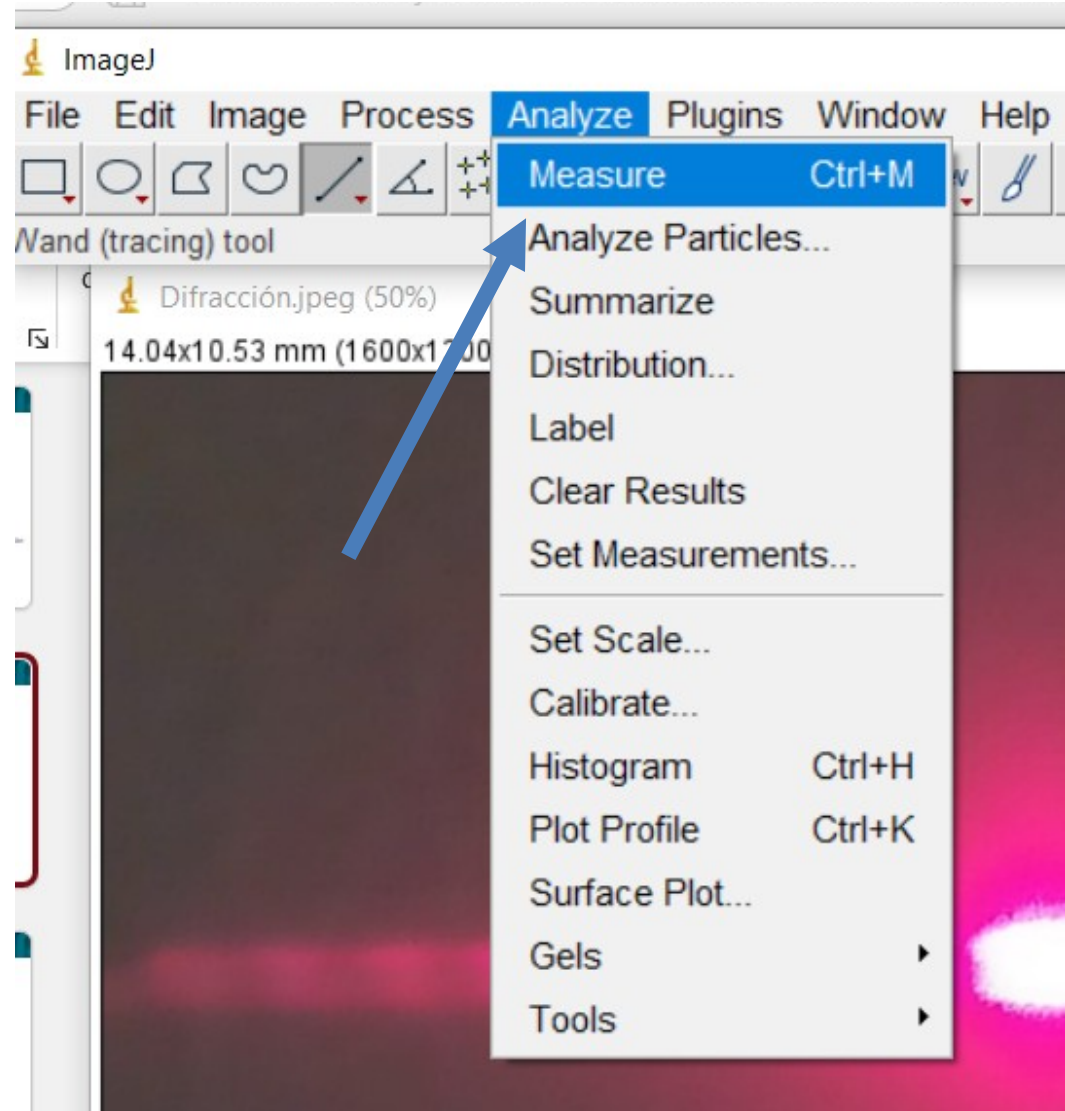 ImageJ
File Edit Image Process Analyze Plugins Window Help
Measure Ctrl+M
Wand (tracing) tool
Analyze Particles...
Difracción.jpeg (50%)
Summarize
14.04x10.53 mm
Distribution...
Label
Clear Results
Set Measurements...
Set Scale...
Calibrate...
Histogram Ctrl+H
Plot Profile Ctrl+K
Surface Plot...
Gels
Tools